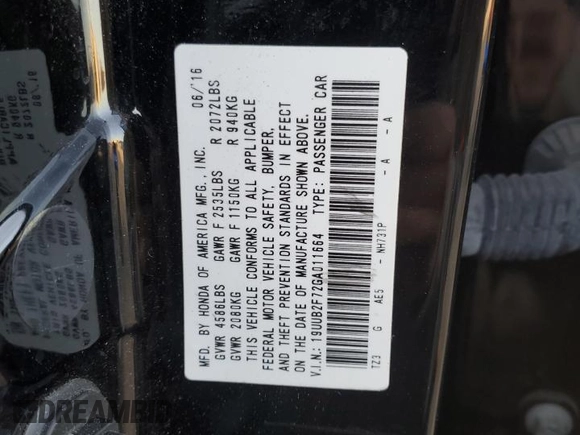 MFD. BY HONDA OF AMERICA MFG., INC. 06/'16
GVWR 4586LBS GAWR F 2535LBS R 2072LBS
GVWR 2080KG GAWR F 1150KG R 940KG
THIS VEHICLE CONFORMS TO ALL APPLICABLE
FEDERAL MOTOR VEHICLE SAFETY, BUMPER,
AND THEFT PREVENTION STANDARDS IN EFFECT
ON THE DATE OF MANUFACTURE SHOWN ABOVE.
V.I.N.: 19UUB2F72GA011664 TYPE: PASSENGER CAR
TZ3 G AE5 - NH731P - A - A
DREAMBID